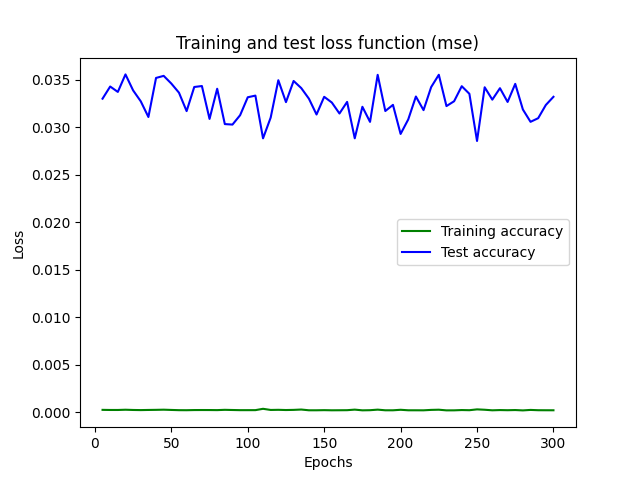 Training and test loss function (mse)
0.035
0.030
0.025
0.020
0.015
0.010
0.005
0.000
Loss
Training accuracy
Test accuracy
0 50 100 150 200 250 300
Epochs